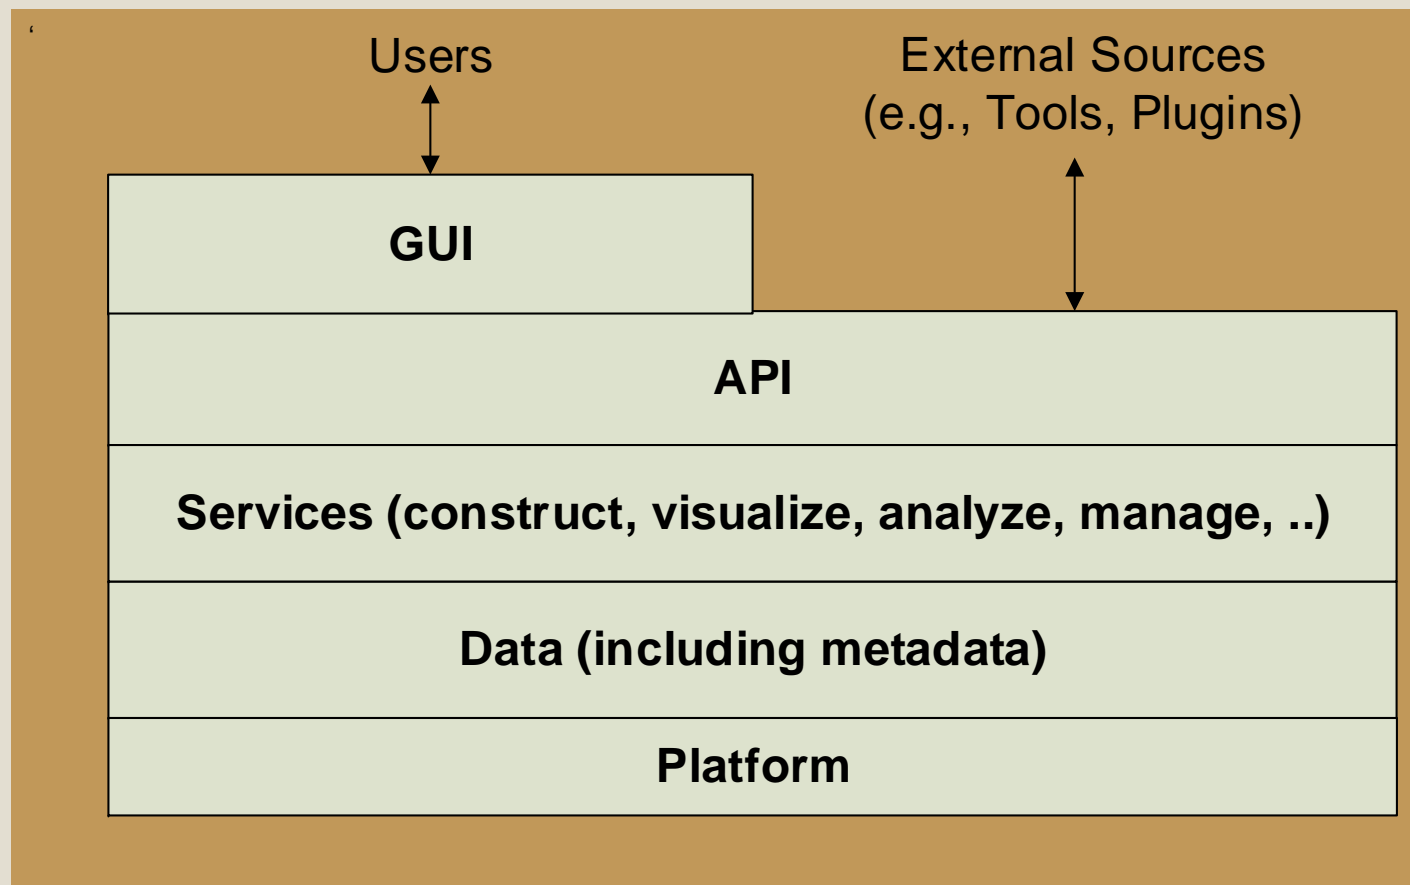 ‘
Users
External Sources
(e.g., Tools, Plugins)
GUI
API
Services (construct, visualize, analyze, manage, ..)
Data (including metadata)
Platform